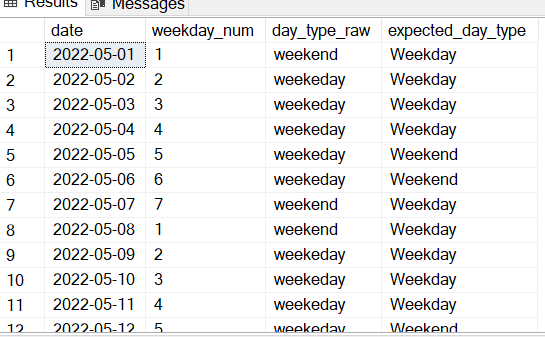 Results Messages
date weekday_num day_type_raw expected_day_type
1 2022-05-01 1 weekend Weekday
2 2022-05-02 2 weekeday Weekday
3 2022-05-03 3 weekeday Weekday
4 2022-05-04 4 weekeday Weekday
5 2022-05-05 5 weekeday Weekend
6 2022-05-06 6 weekeday Weekend
7 2022-05-07 7 weekend Weekday
8 2022-05-08 1 weekend Weekday
9 2022-05-09 2 weekeday Weekday
10 2022-05-10 3 weekeday Weekday
11 2022-05-11 4 weekeday Weekday
12 2022-05-12 5 weekeday Weekend